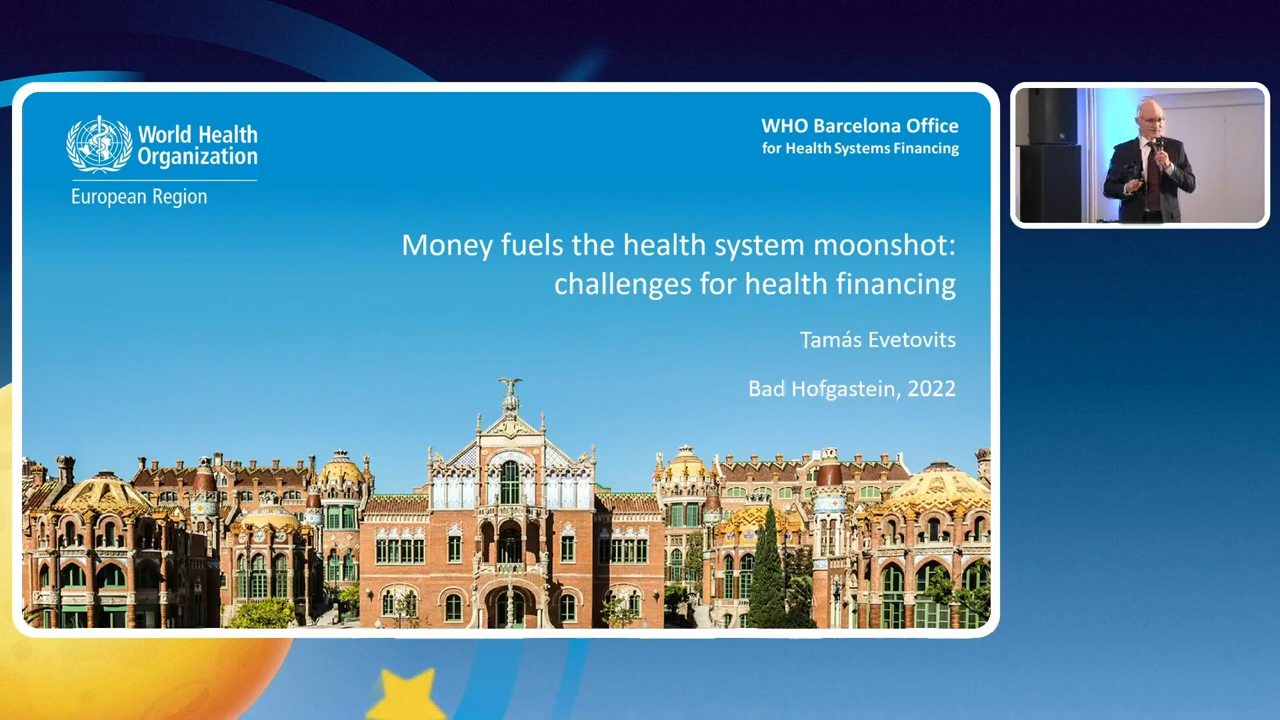 World Health
Organization
European Region
WHO Barcelona Office
for Health Systems Financing
Money fuels the health system moonshot:
challenges for health financing
Tamás Evetovits
Bad Hofgastein, 2022